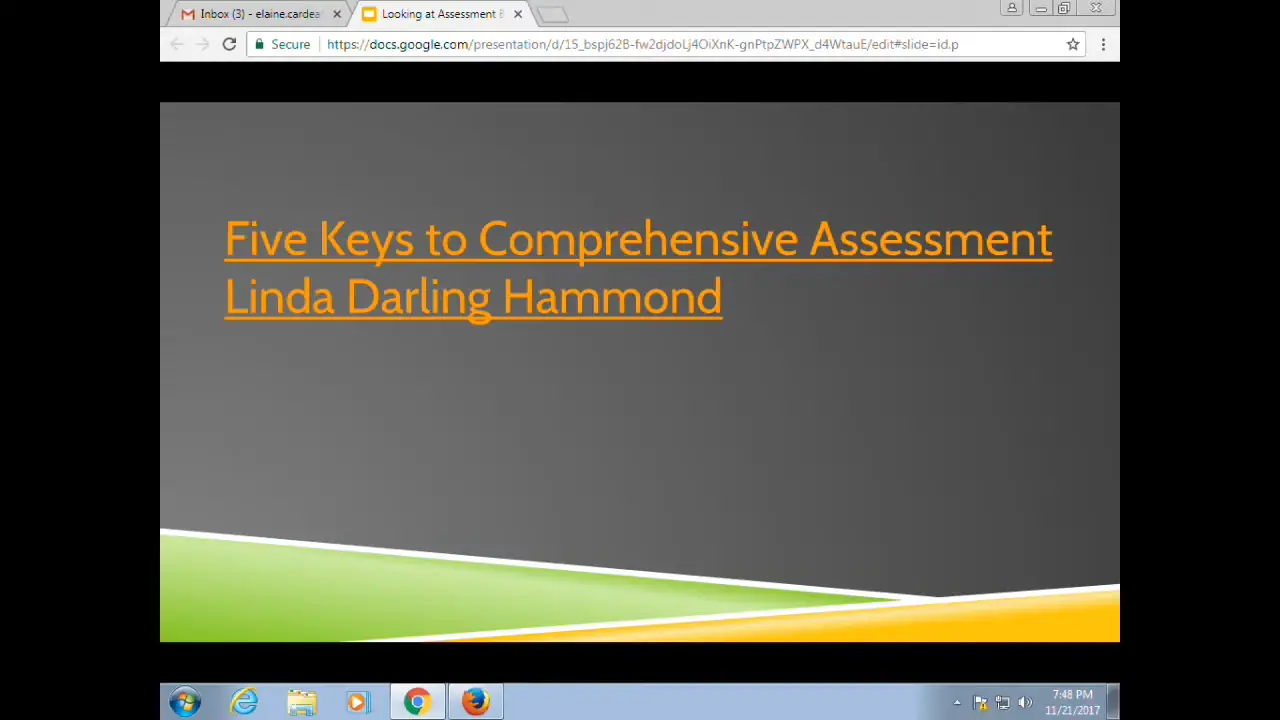 Inbox (3) - elaine.cardea
Looking at Assessment
Secure
https://docs.google.com/presentation/d/15_bspj62B-fw2djdoLj4OiXnK-gnPtpZWPX_d4WtauE/edit#slide=id.p
Five Keys to Comprehensive Assessment
Linda Darling Hammond
7:48 PM
11/21/2017